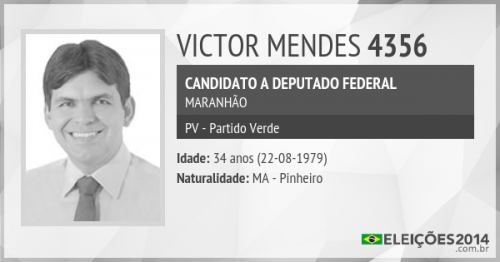 VICTOR MENDES 4356
CANDIDATO A DEPUTADO FEDERAL
MARANHÃO
PV - Partido Verde
Idade: 34 anos (22-08-1979)
Naturalidade: MA - Pinheiro
ELEIÇÕES2014
.com.br